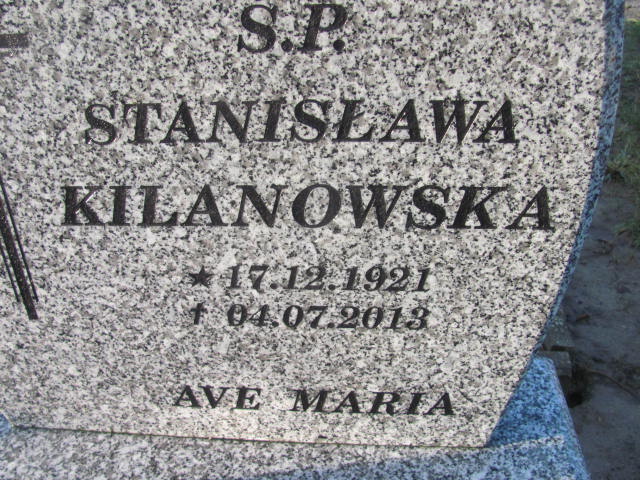 S.P.
STANISŁAWA
KILANOWSKA
★ 17.12.1921
† 04.07.2013
AVE MARIA